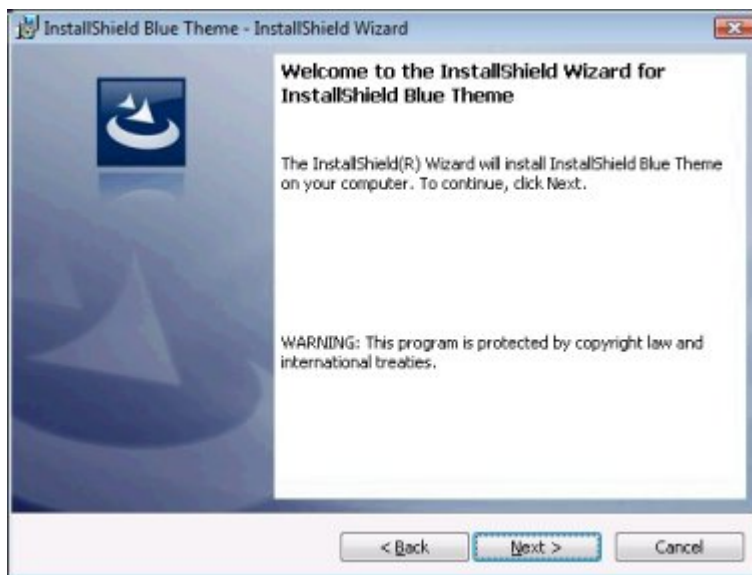 InstallShield Blue Theme - InstallShield Wizard
Welcome to the InstallShield Wizard for
InstallShield Blue Theme
The InstallShield(R) Wizard will install InstallShield Blue Theme
on your computer. To continue, click Next.
WARNING: This program is protected by copyright law and
international treaties.
< Back
Next >
Cancel